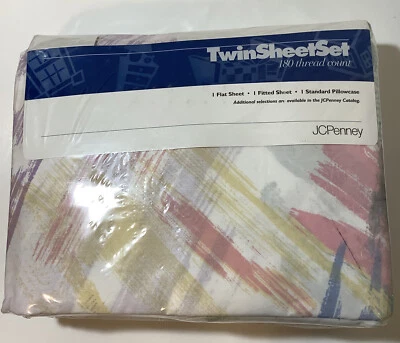 TwinSheetSet
180 thread count
1 Flat Sheet • 1 Fitted Sheet • 1 Standard Pillowcase
Additional selections are available in the JCPenney Catalog.
JCPenney